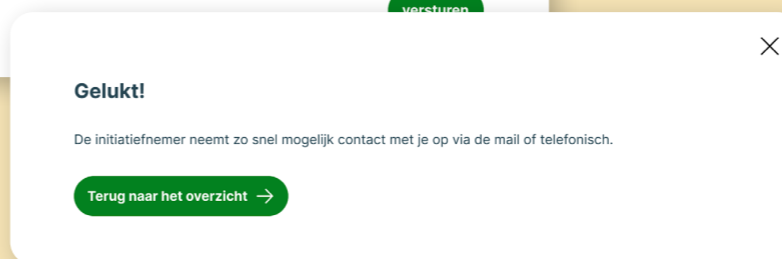 versturen
Gelukt!
De initiatiefnemer neemt zo snel mogelijk contact met je op via de mail of telefonisch.
Terug naar het overzicht